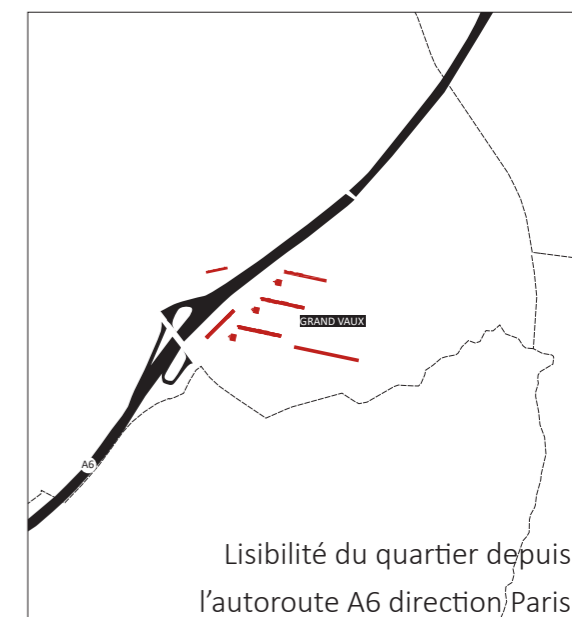 GRAND VAUX
A6
Lisibilité du quartier depuis
l'autoroute A6 direction Paris